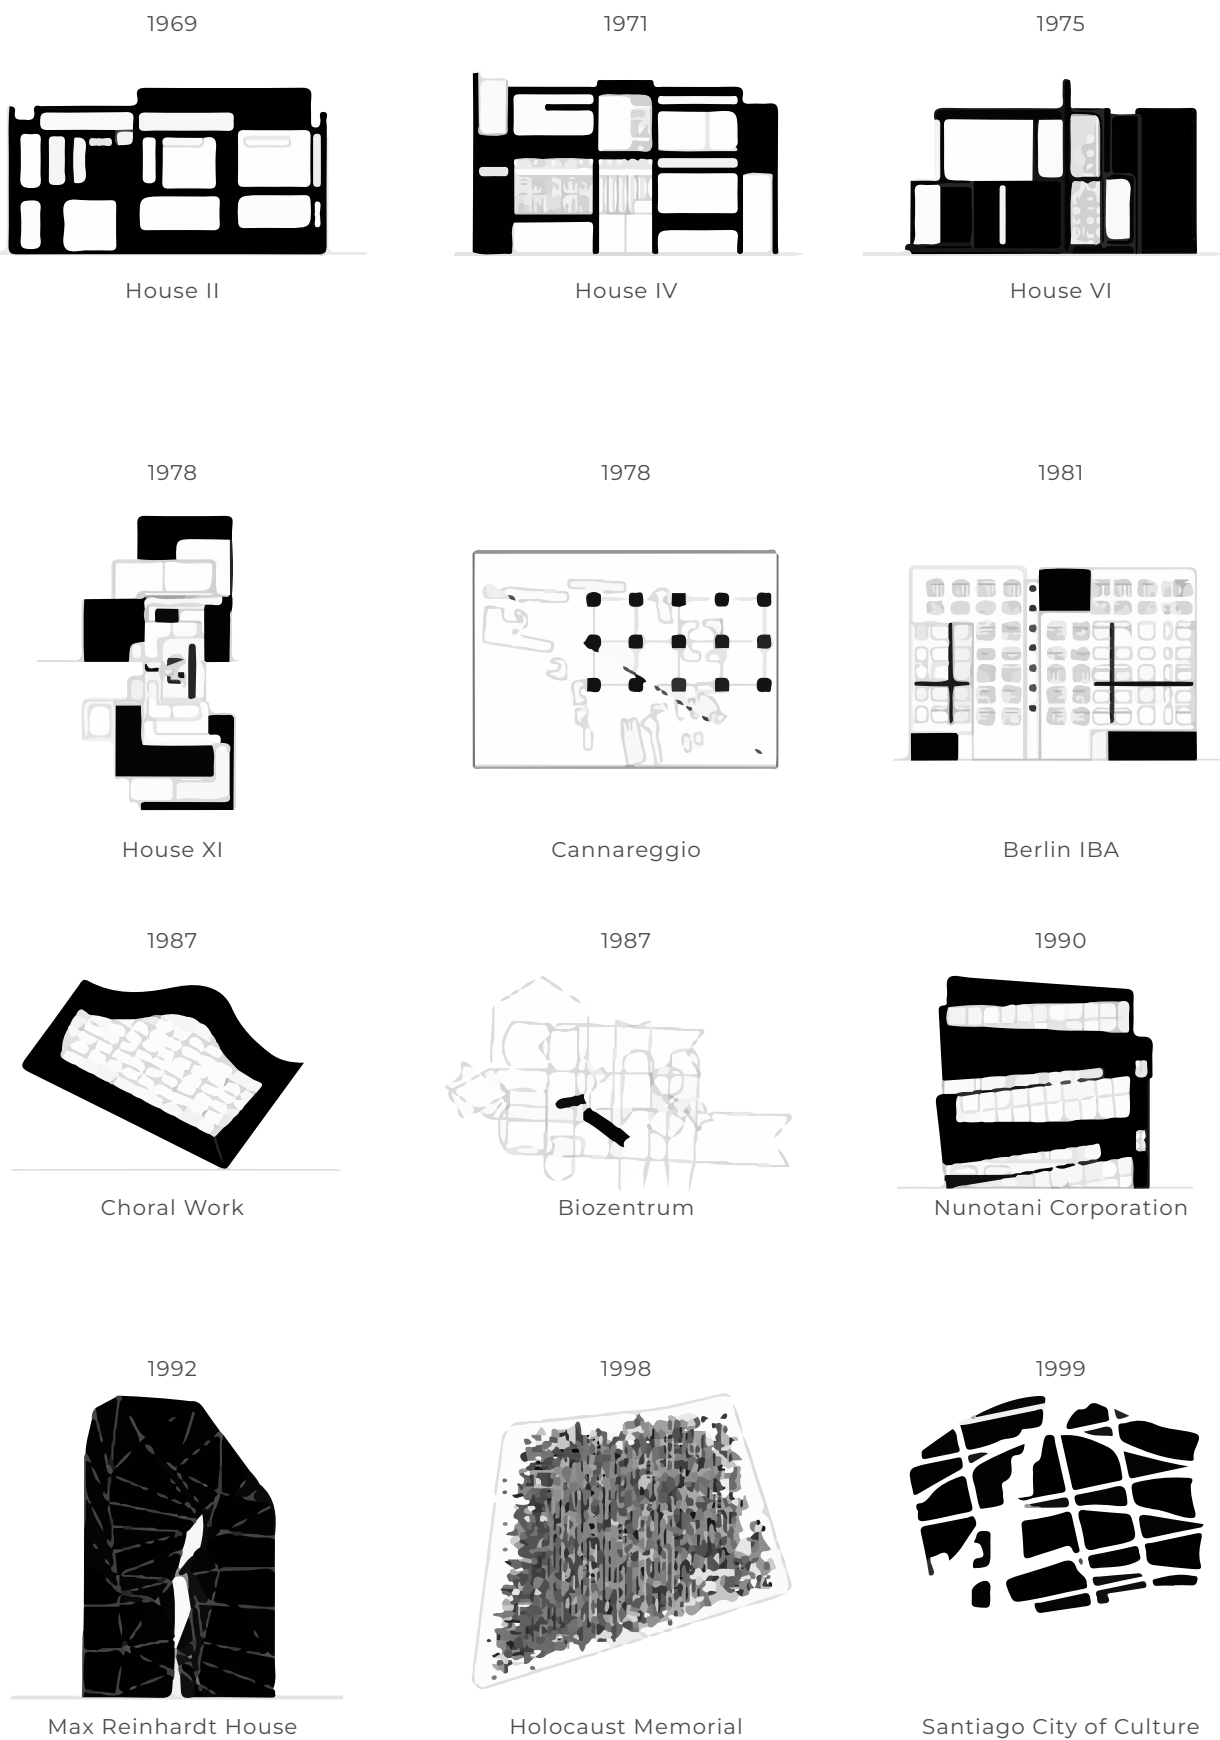 1969
1971
1975
House II
House IV
House VI
1978
1978
1981
House XI
Cannareggio
Berlin IBA
1987
1987
1990
Choral Work
Biozentrum
Nunotani Corporation
1992
1998
1999
Max Reinhardt House
Holocaust Memorial
Santiago City of Culture